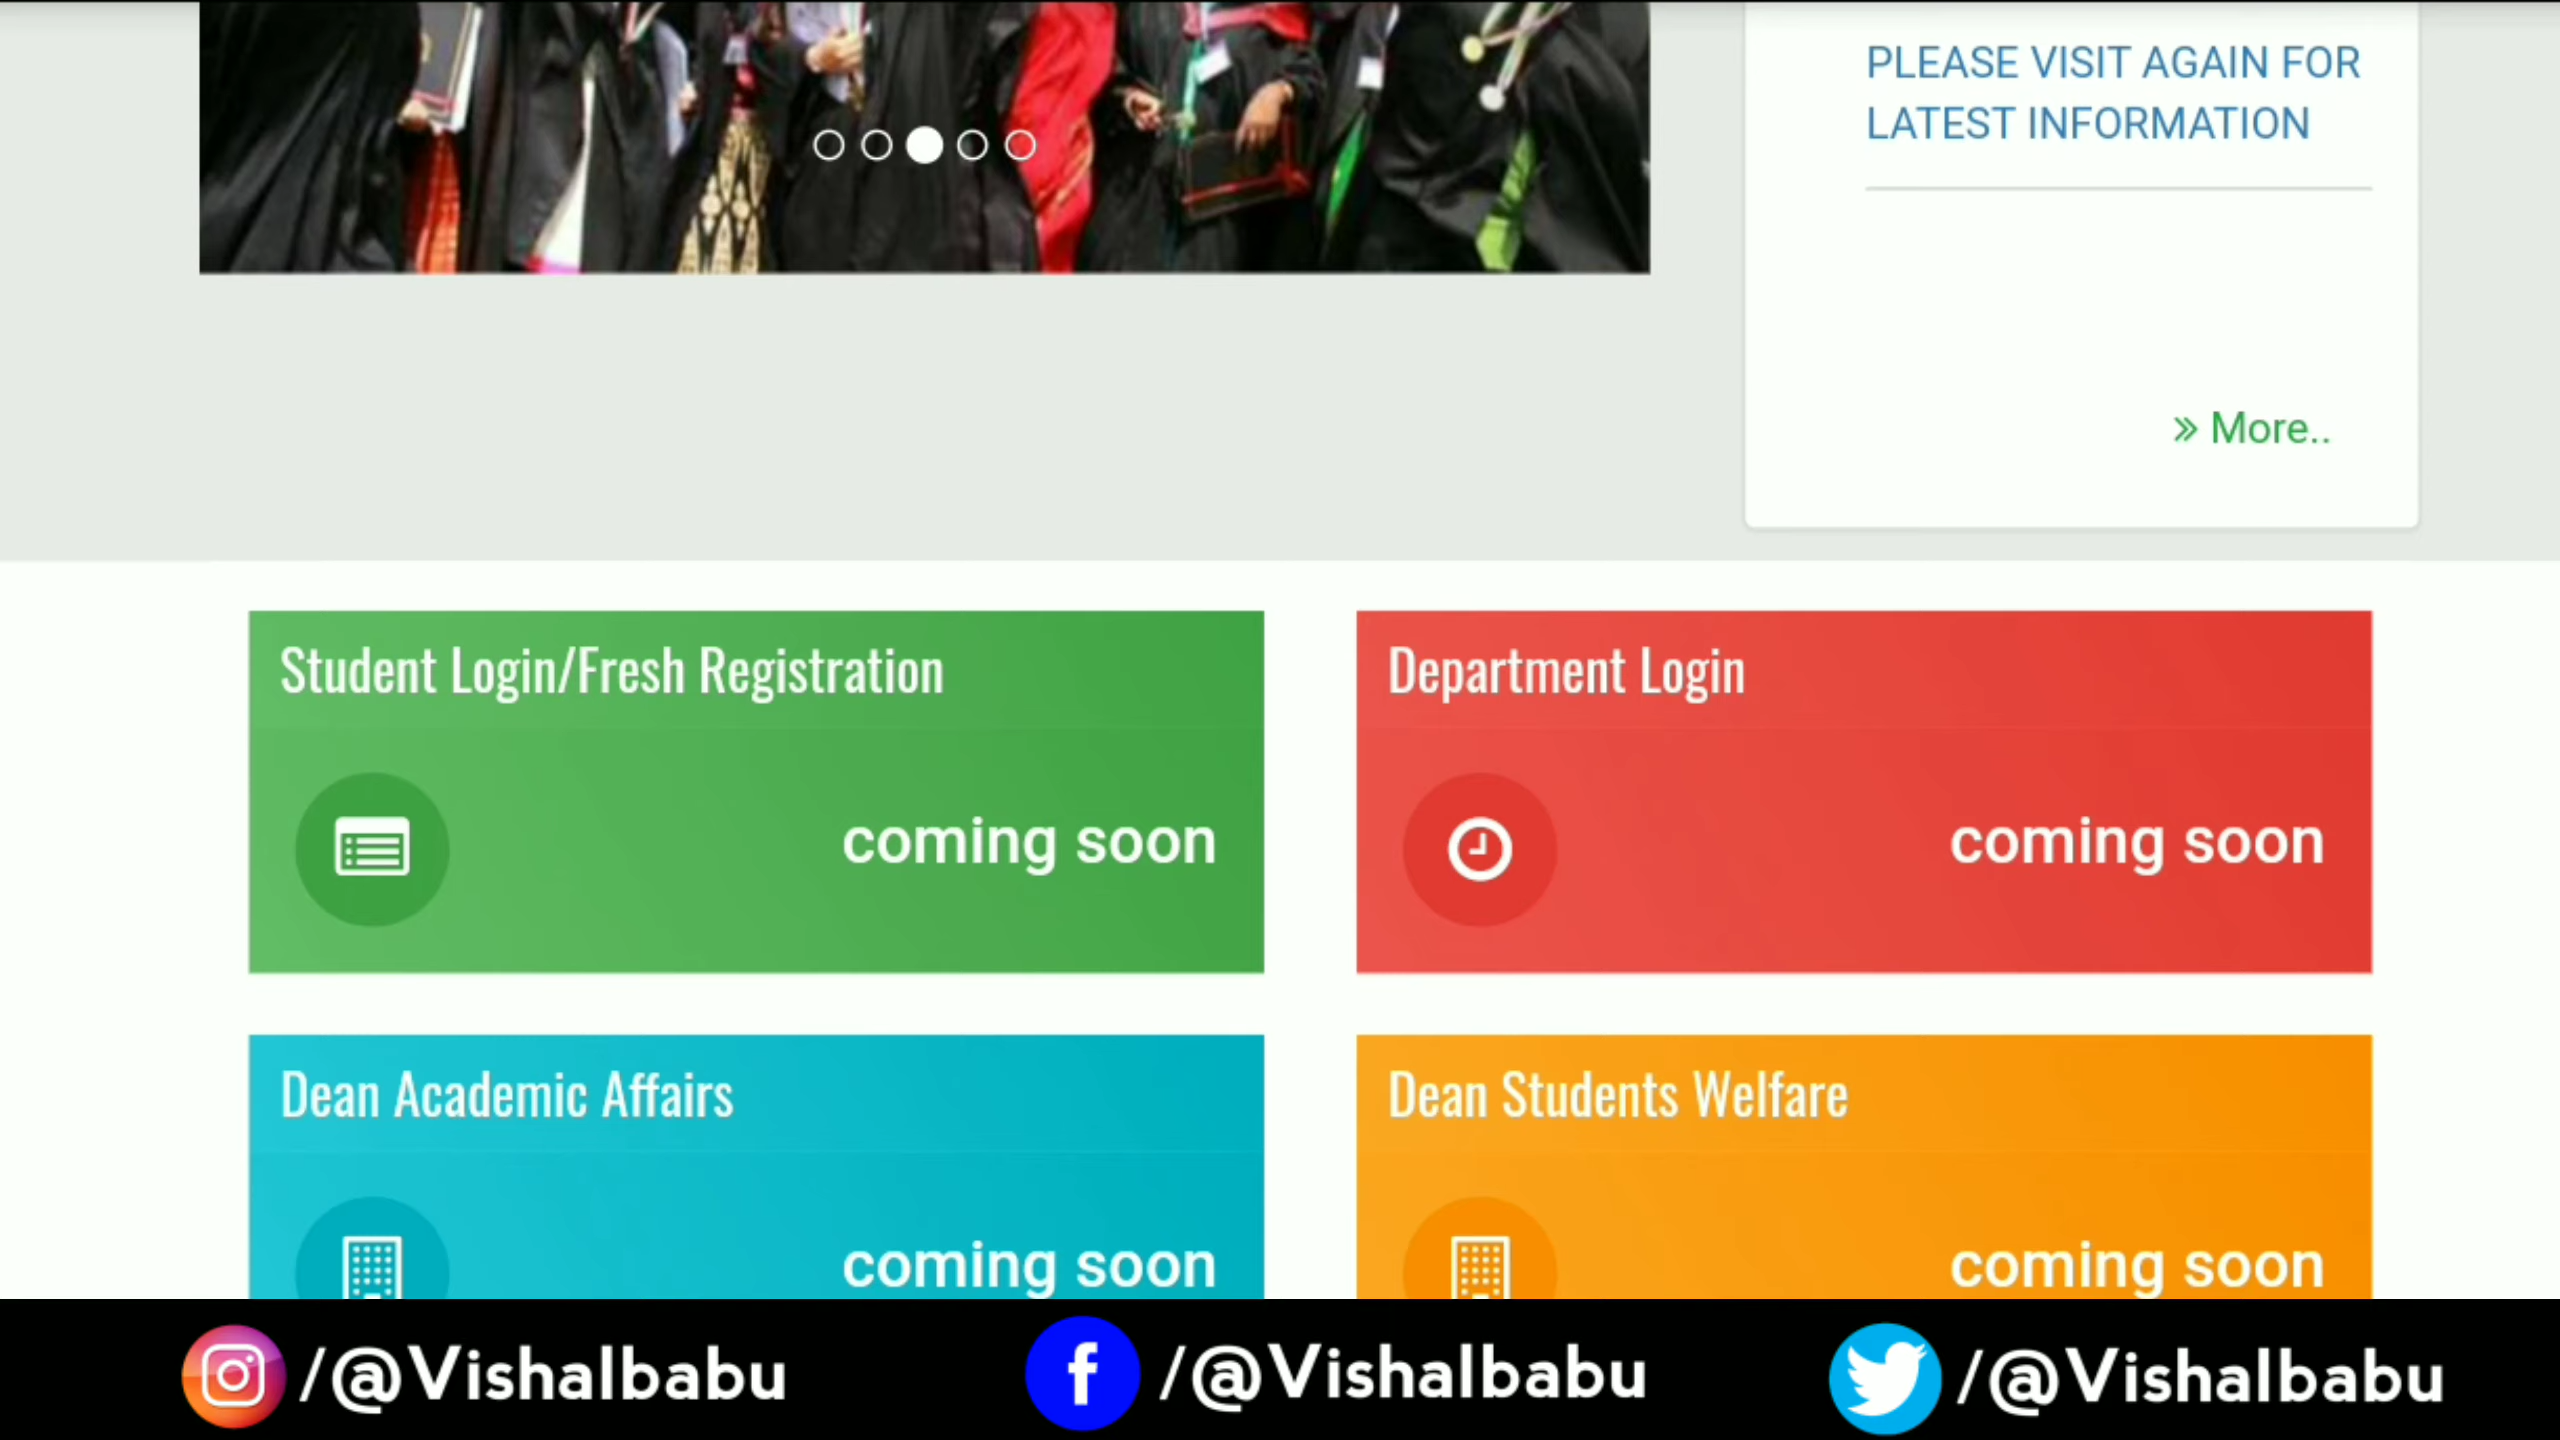 PLEASE VISIT AGAIN FOR
LATEST INFORMATION
» More..
Student Login/Fresh Registration
coming soon
Department Login
coming soon
Dean Academic Affairs
coming soon
Dean Students Welfare
coming soon
/@Vishalbabu
/@Vishalbabu
/@Vishalbabu